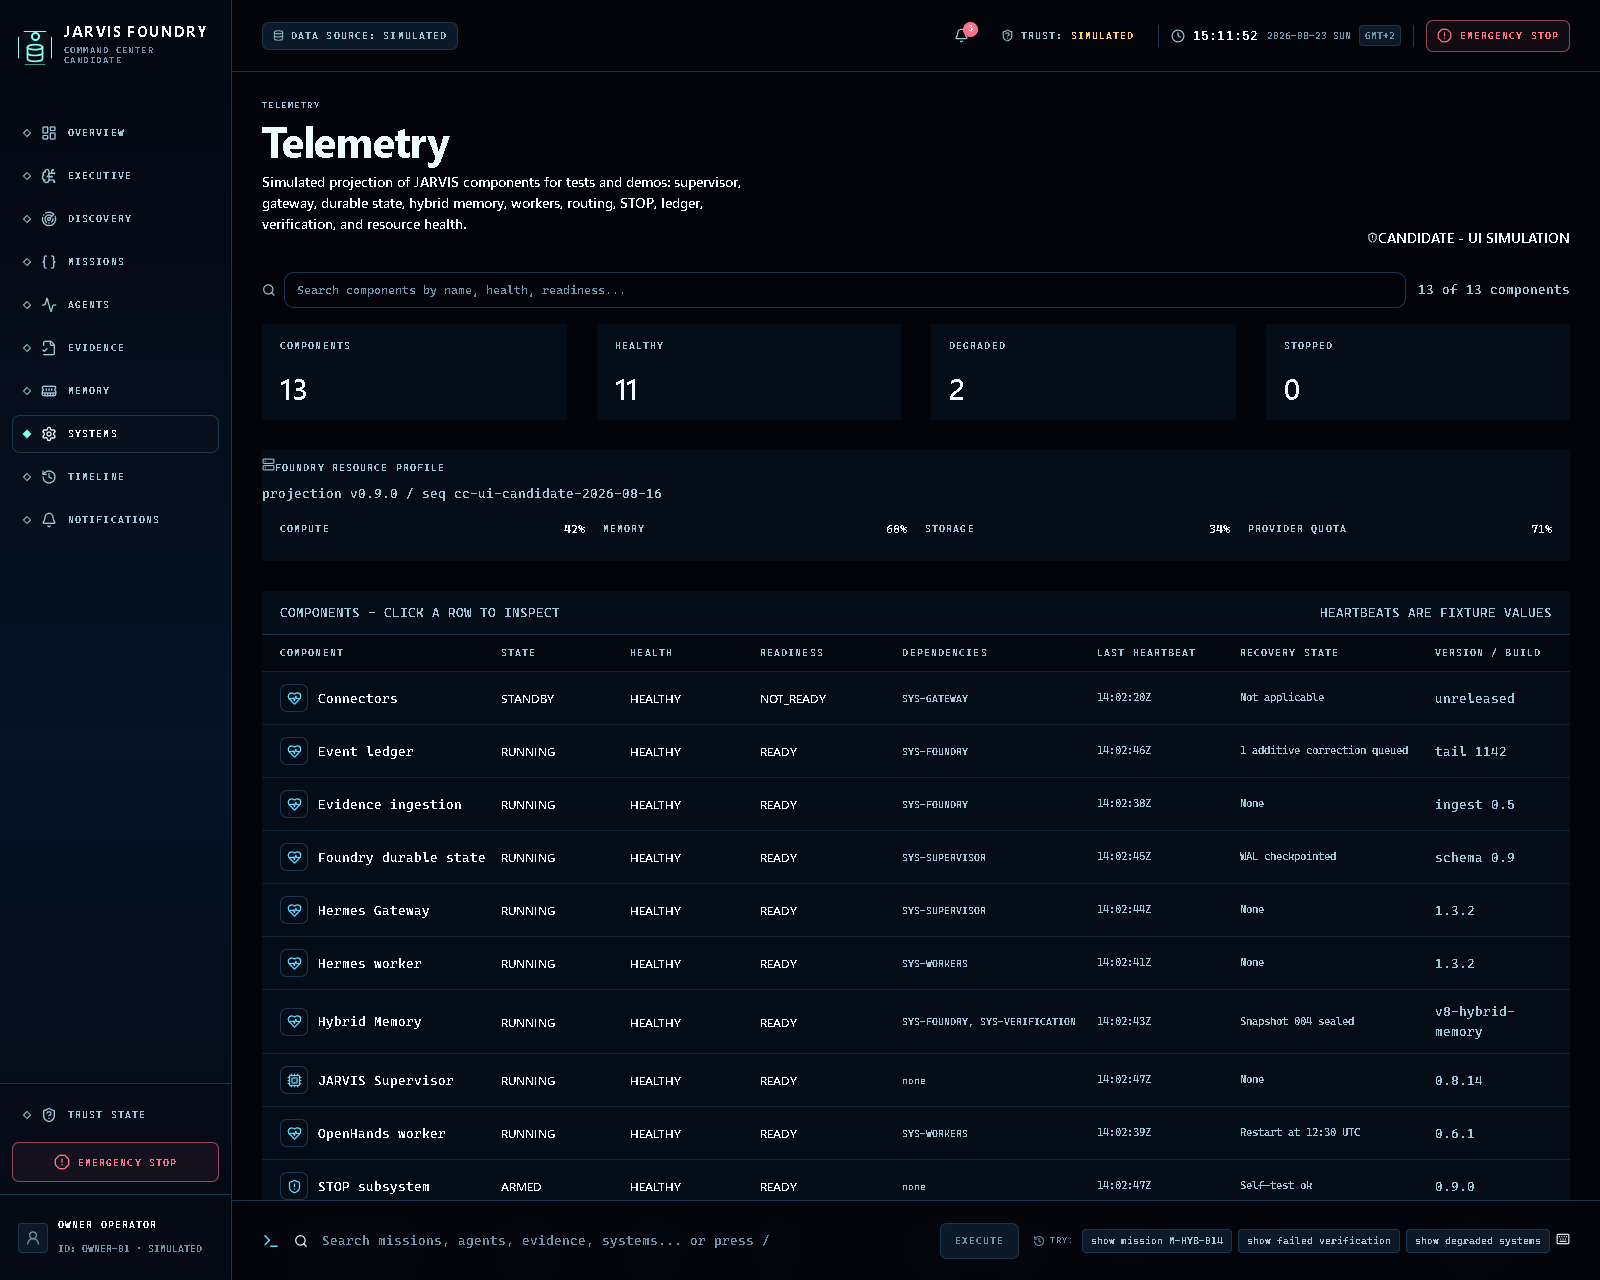 JARVIS FOUNDRY
COMMAND CENTER
CANDIDATE
DATA SOURCE: SIMULATED
3
TRUST: SIMULATED
15:11:52 2026-08-23 SUN GMT+2
EMERGENCY STOP
OVERVIEW
EXECUTIVE
DISCOVERY
MISSIONS
AGENTS
EVIDENCE
MEMORY
SYSTEMS
TIMELINE
NOTIFICATIONS
TRUST STATE
EMERGENCY STOP
OWNER OPERATOR
ID: OWNER-01 • SIMULATED
TELEMETRY
Telemetry
Simulated projection of JARVIS components for tests and demos: supervisor,
gateway, durable state, hybrid memory, workers, routing, STOP, ledger,
verification, and resource health.
CANDIDATE - UI SIMULATION
Search components by name, health, readiness...
13 of 13 components
COMPONENTS HEALTHY DEGRADED STOPPED
13 11 2 0
FOUNDRY RESOURCE PROFILE
projection v0.9.0 / seq cc-ui-candidate-2026-08-16
COMPUTE 42% MEMORY 68% STORAGE 34% PROVIDER QUOTA 71%
COMPONENTS - CLICK A ROW TO INSPECT HEARTBEATS ARE FIXTURE VALUES
COMPONENT STATE HEALTH READINESS DEPENDENCIES LAST HEARTBEAT RECOVERY STATE VERSION / BUILD
Connectors STANDBY HEALTHY NOT_READY SYS-GATEWAY 14:02:20Z Not applicable unreleased
Event ledger RUNNING HEALTHY READY SYS-FOUNDRY 14:02:46Z 1 additive correction queued tail 1142
Evidence ingestion RUNNING HEALTHY READY SYS-FOUNDRY 14:02:38Z None ingest 0.5
Foundry durable state RUNNING HEALTHY READY SYS-SUPERVISOR 14:02:45Z WAL checkpointed schema 0.9
Hermes Gateway RUNNING HEALTHY READY SYS-SUPERVISOR 14:02:44Z None 1.3.2
Hermes worker RUNNING HEALTHY READY SYS-WORKERS 14:02:41Z None 1.3.2
Hybrid Memory RUNNING HEALTHY READY SYS-FOUNDRY, SYS-VERIFICATION 14:02:43Z Snapshot 004 sealed v8-hybrid-
memory
JARVIS Supervisor RUNNING HEALTHY READY none 14:02:47Z None 0.8.14
OpenHands worker RUNNING HEALTHY READY SYS-WORKERS 14:02:39Z Restart at 12:30 UTC 0.6.1
STOP subsystem ARMED HEALTHY READY none 14:02:47Z Self-test ok 0.9.0
Search missions, agents, evidence, systems... or press /
EXECUTE
TRY: show mission M-HYB-014 show failed verification show degraded systems